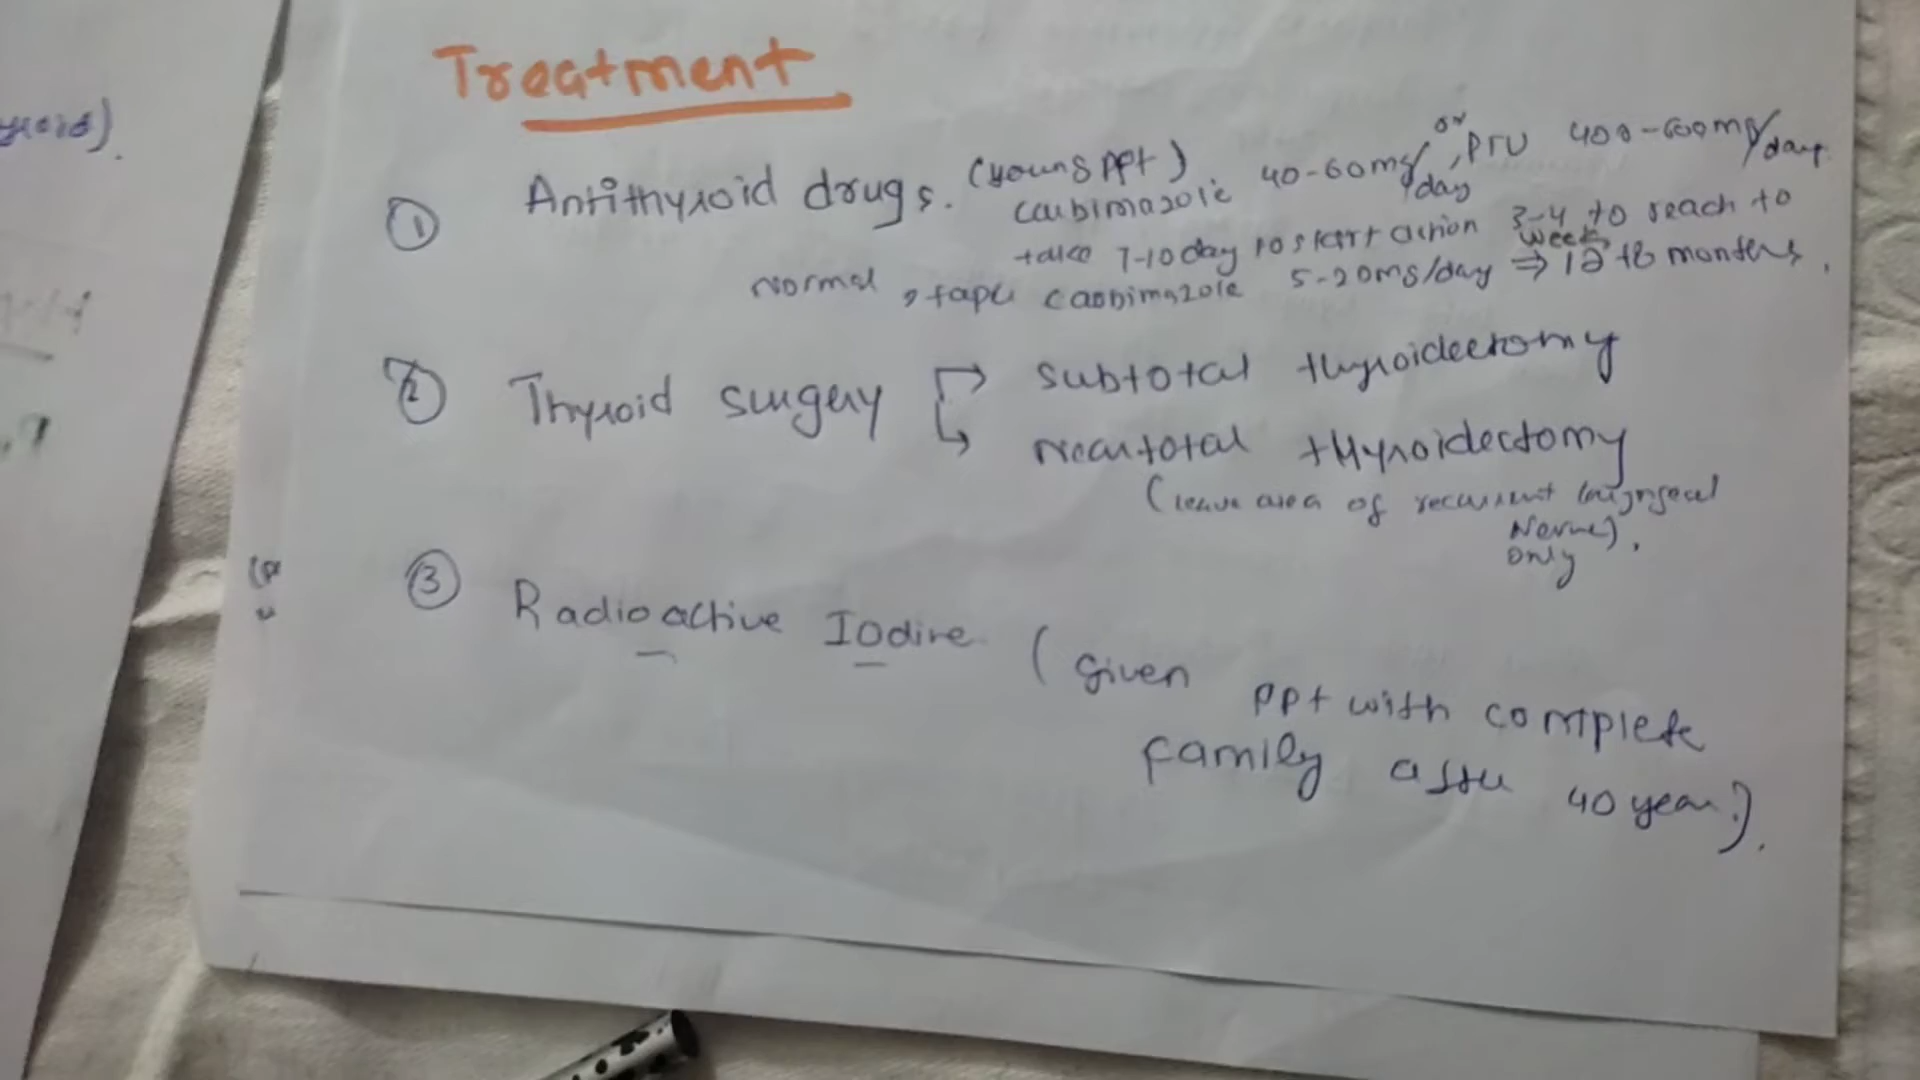 Treatment
① Antithyroid drugs. (young ppt)
carbimazole 40-60mg/day or, PTU 400-600mg/day.
take 7-10 day to start action 3-4 week to reach to
normal, tape carbimazole 5-20mg/day ⇒ 12 18 months.
② Thyroid surgery → subtotal thyroidectomy
→ neartotal thyroidectomy
(leave area of recurrent laryngeal
Nerve).
only
③ Radioactive Iodine (Given ppt with complete
family after 40 year).